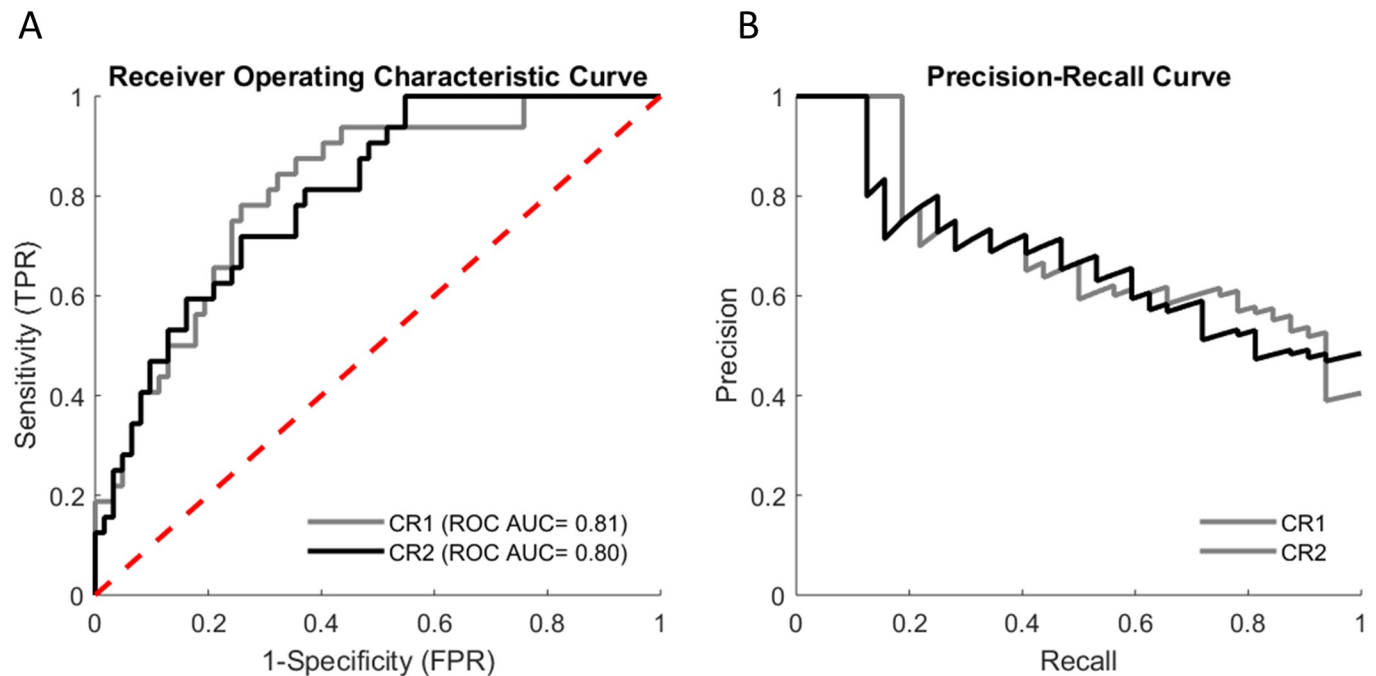 A
Receiver Operating Characteristic Curve
Sensitivity (TPR)
1
0.8
0.6
0.4
0.2
0
CR1 (ROC AUC= 0.81)
CR2 (ROC AUC= 0.80)
0 0.2 0.4 0.6 0.8 1
1-Specificity (FPR)
B
Precision-Recall Curve
Precision
1
0.8
0.6
0.4
0.2
0
CR1
CR2
0 0.2 0.4 0.6 0.8 1
Recall